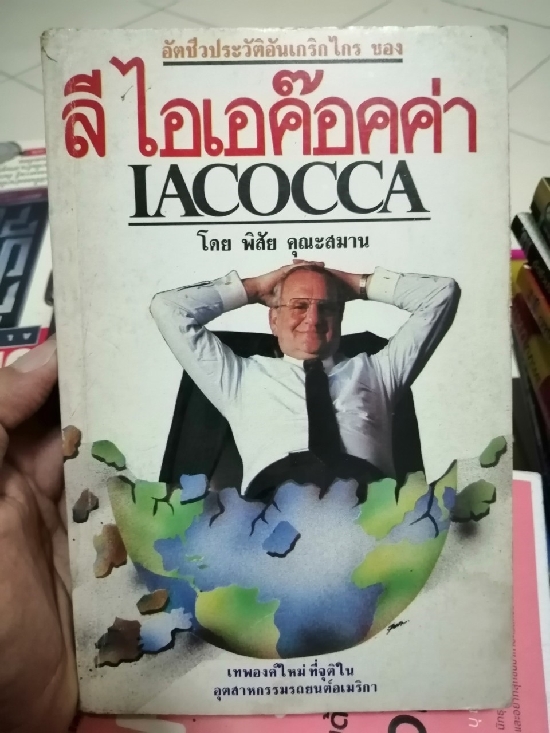 อัตชีวประวัติอันเกริกไกร ของ
ลี ไอเอค๊อคค่า
IACOCCA
โดย พิสัย คุณะสมาน
เทพองค์ใหม่ ที่จุติใน
อุตสาหกรรมรถยนต์อเมริกา